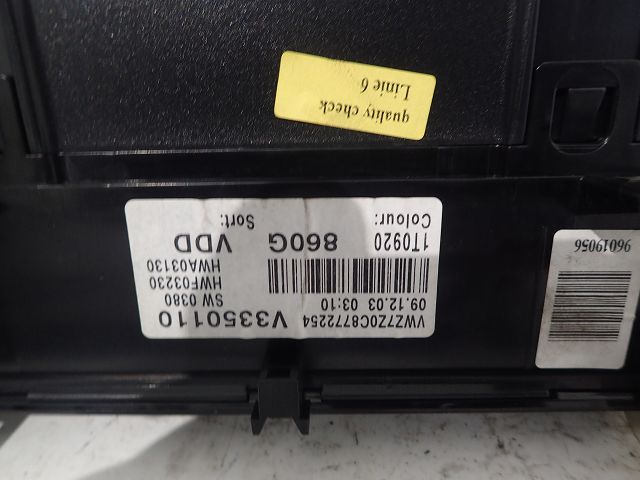 VWZ7Z0C8772254 V3350110
09.12.03 03:10 SW 0380
HWF03230
HWA03130
1T0920 860G VDD
Colour: Sort:
96019056
quality check
Linie 6